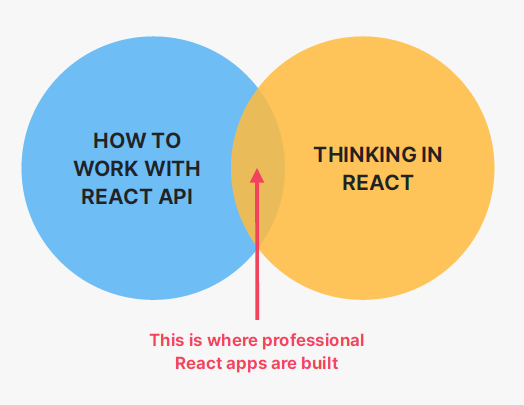 HOW TO
WORK WITH
REACT API
THINKING IN
REACT
This is where professional
React apps are built